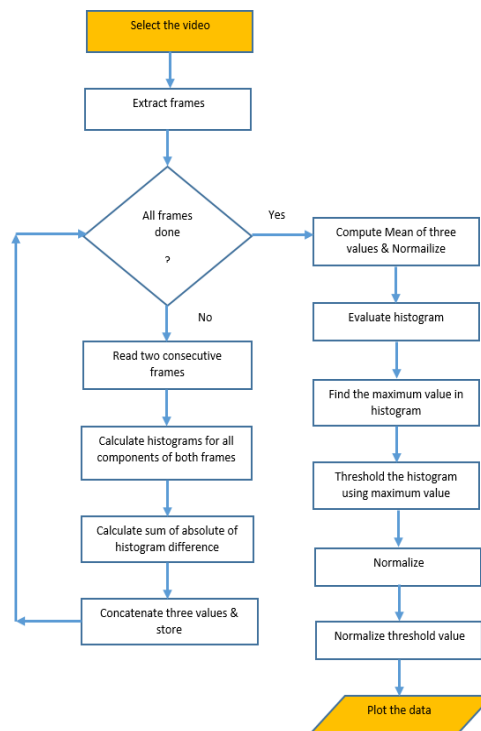 Select the video
Extract frames
All frames
done
?
Yes
No
Read two consecutive
frames
Calculate histograms for all
components of both frames
Calculate sum of absolute of
histogram difference
Concatenate three values &
store
Compute Mean of three
values & Normailize
Evaluate histogram
Find the maximum value in
histogram
Threshold the histogram
using maximum value
Normalize
Normalize threshold value
Plot the data